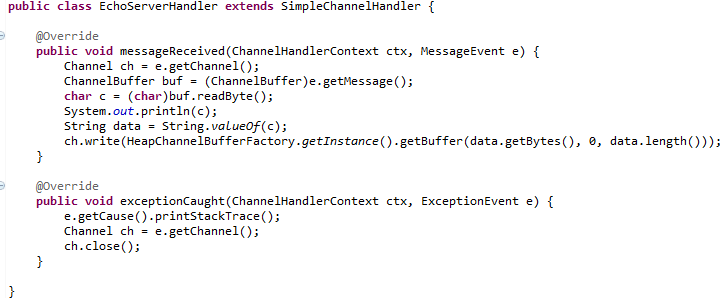 public class EchoServerHandler extends SimpleChannelHandler {
@Override
public void messageReceived(ChannelHandlerContext ctx, MessageEvent e) {
Channel ch = e.getChannel();
ChannelBuffer buf = (ChannelBuffer)e.getMessage();
char c = (char)buf.readByte();
System.out.println(c);
String data = String.valueOf(c);
ch.write(HeapChannelBufferFactory.getInstance().getBuffer(data.getBytes(), 0, data.length()));
}
@Override
public void exceptionCaught(ChannelHandlerContext ctx, ExceptionEvent e) {
e.getCause().printStackTrace();
Channel ch = e.getChannel();
ch.close();
}
}